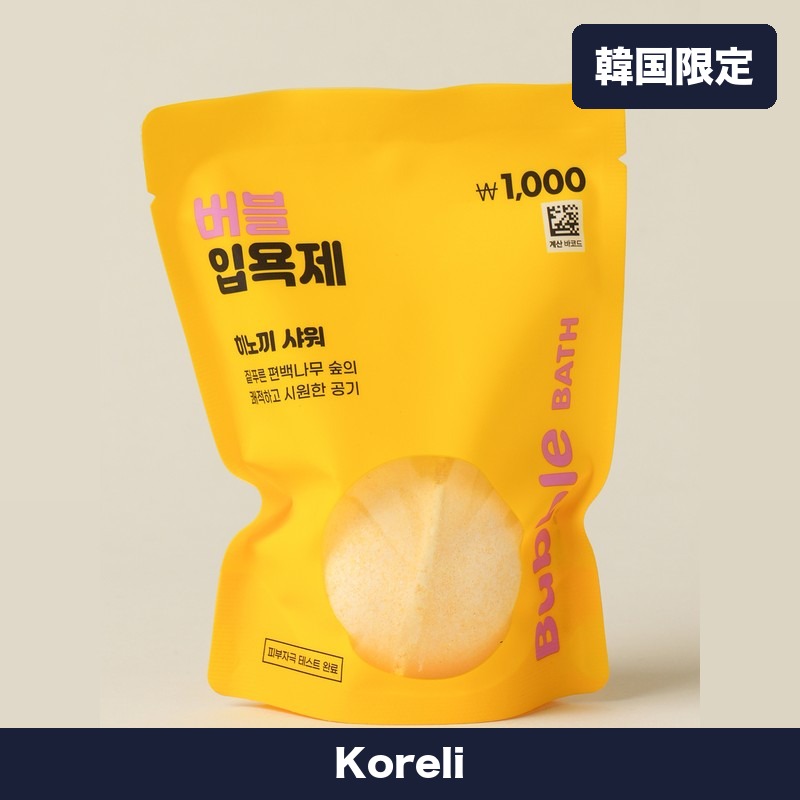 韓国限定
₩1,000
계산 바코드
버블
입욕제
히노끼 샤워
짙푸른 편백나무 숲의
쾌적하고 시원한 공기
Bubble BATH
피부자극 테스트 완료
Koreli